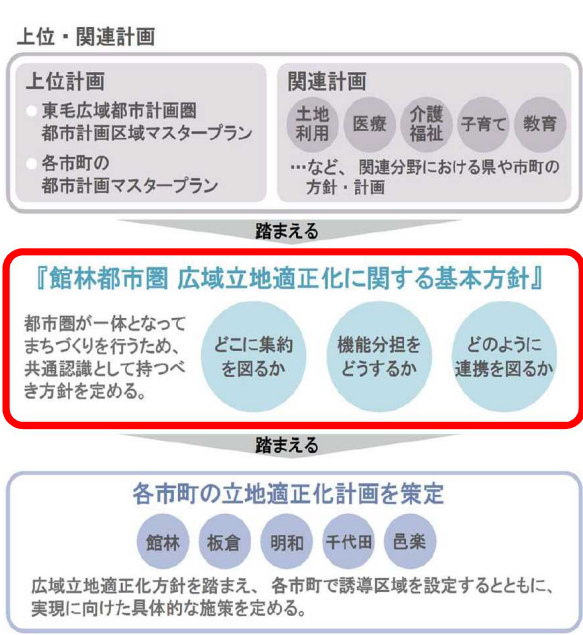 上位・関連計画
上位計画
東毛広域都市計画圏
都市計画区域マスタープラン
各市町の
都市計画マスタープラン
関連計画
土地
利用
医療
介護
福祉
子育て
教育
…など、関連分野における県や市町の
方針・計画
踏まえる
『館林都市圏 広域立地適正化に関する基本方針』
都市圏が一体となって
まちづくりを行うため、
共通認識として持つべ
き方針を定める。
どこに集約
を図るか
機能分担を
どうするか
どのように
連携を図るか
踏まえる
各市町の立地適正化計画を策定
館林
板倉
明和
千代田
邑楽
広域立地適正化方針を踏まえ、各市町で誘導区域を設定するとともに、
実現に向けた具体的な施策を定める。